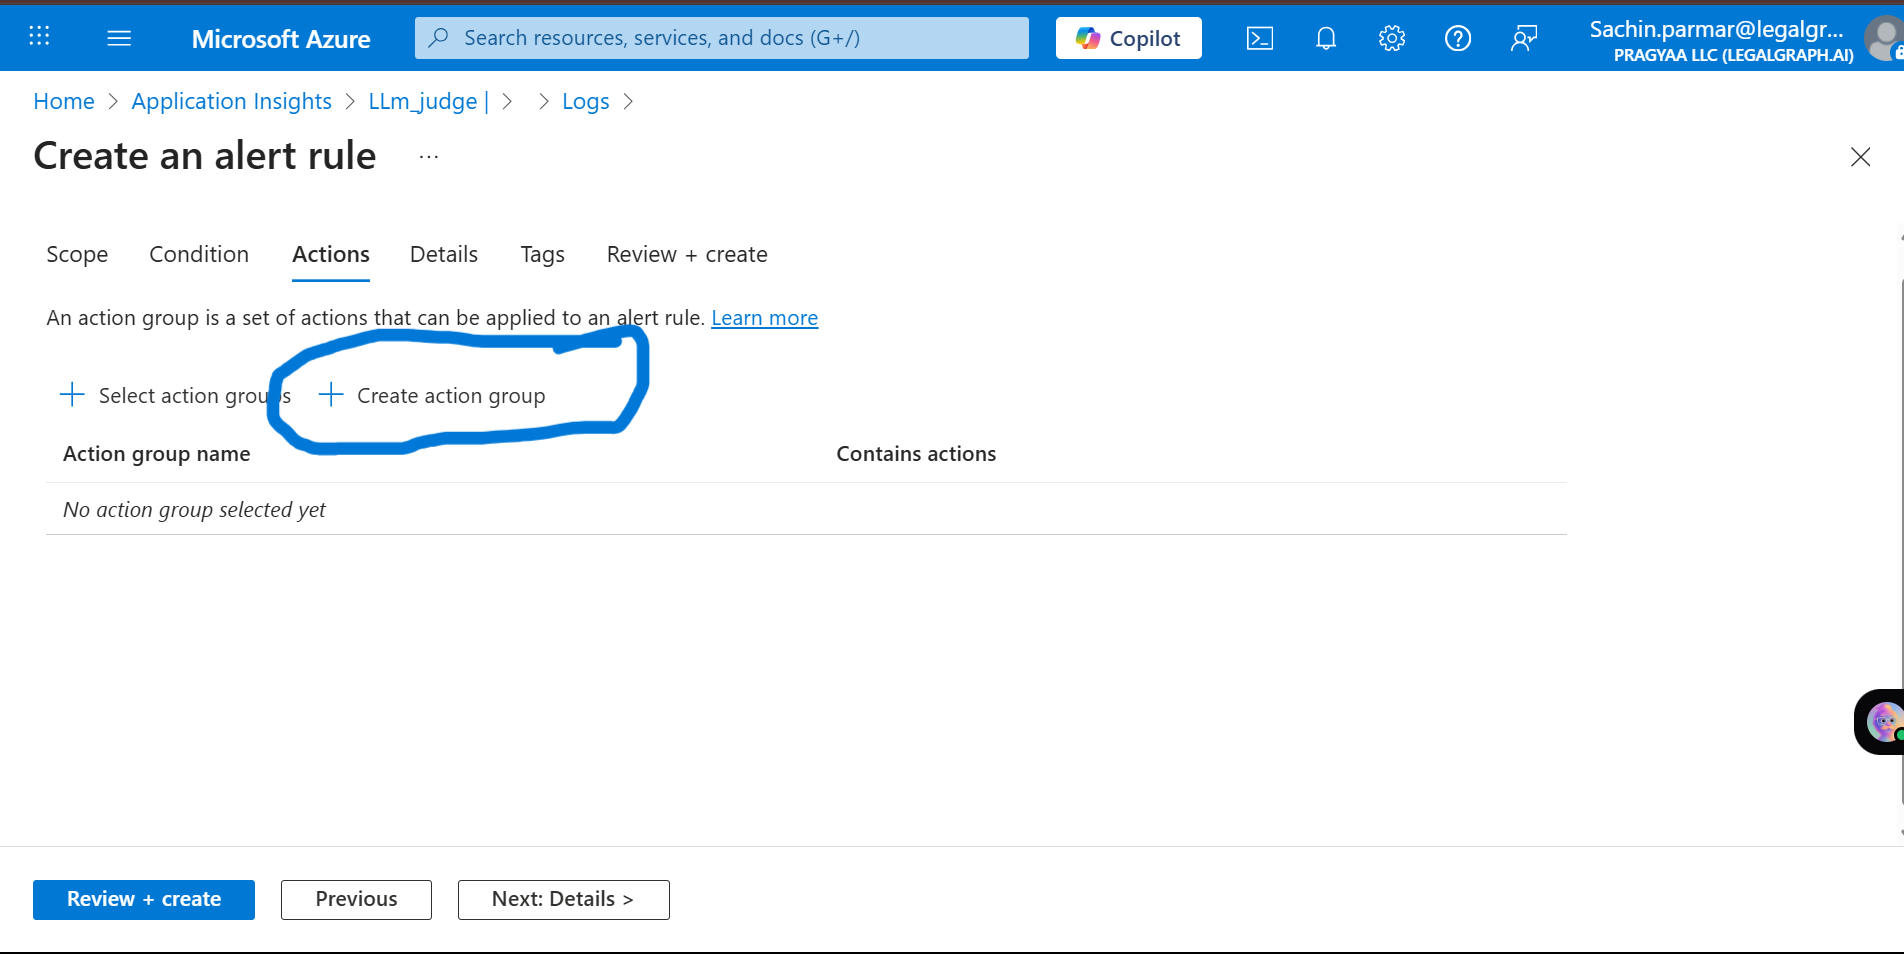 Microsoft Azure
Search resources, services, and docs (G+/)
Copilot
Sachin.parmar@legalgr...
PRAGYAA LLC (LEGALGRAPH.AI)
Home > Application Insights > LLm_judge | > > Logs >
Create an alert rule ...
Scope Condition Actions Details Tags Review + create
An action group is a set of actions that can be applied to an alert rule. Learn more
+ Select action groups + Create action group
Action group name Contains actions
No action group selected yet
Review + create Previous Next: Details >